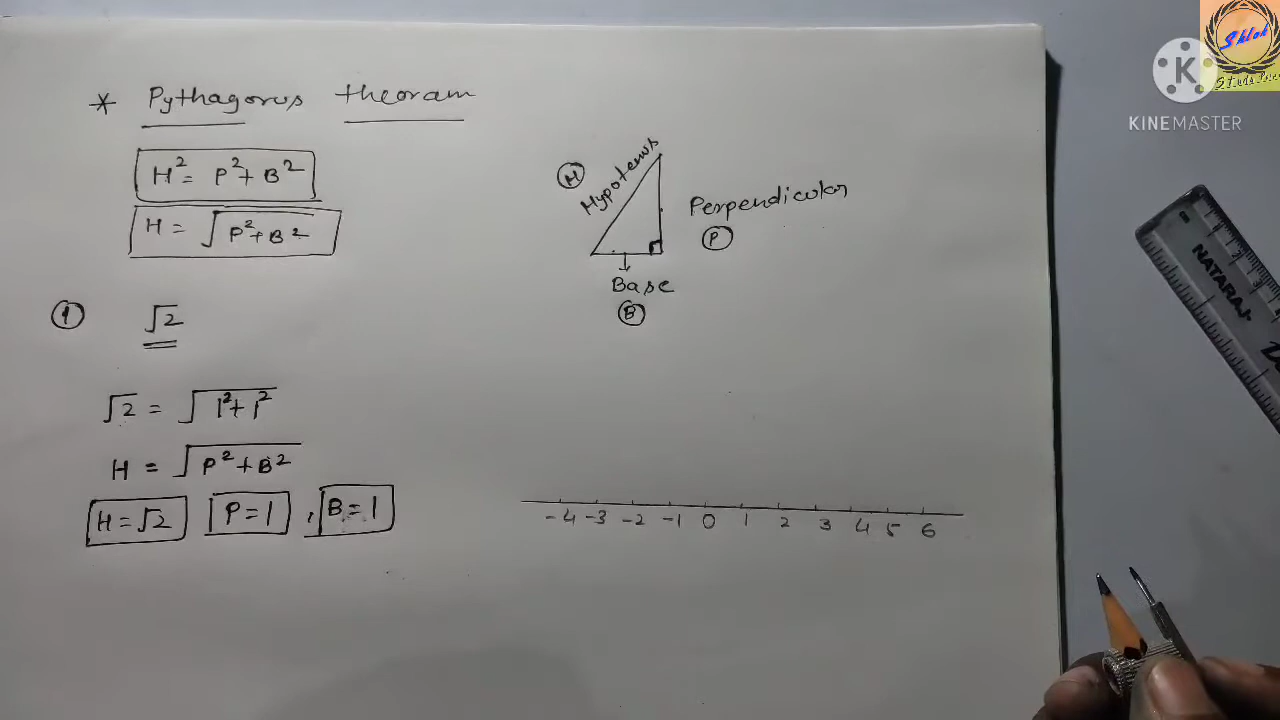 * Pythagorus theoram
H² = P² + B²
H = √P² + B²
Hypotenus
H
Perpendicular
P
Base
B
① √2
√2 = √1² + 1²
H = √P² + B²
H = √2 P = 1 , B = 1
-4 -3 -2 -1 0 1 2 3 4 5 6
NATARAJ
K
KINEMASTER
Shlok